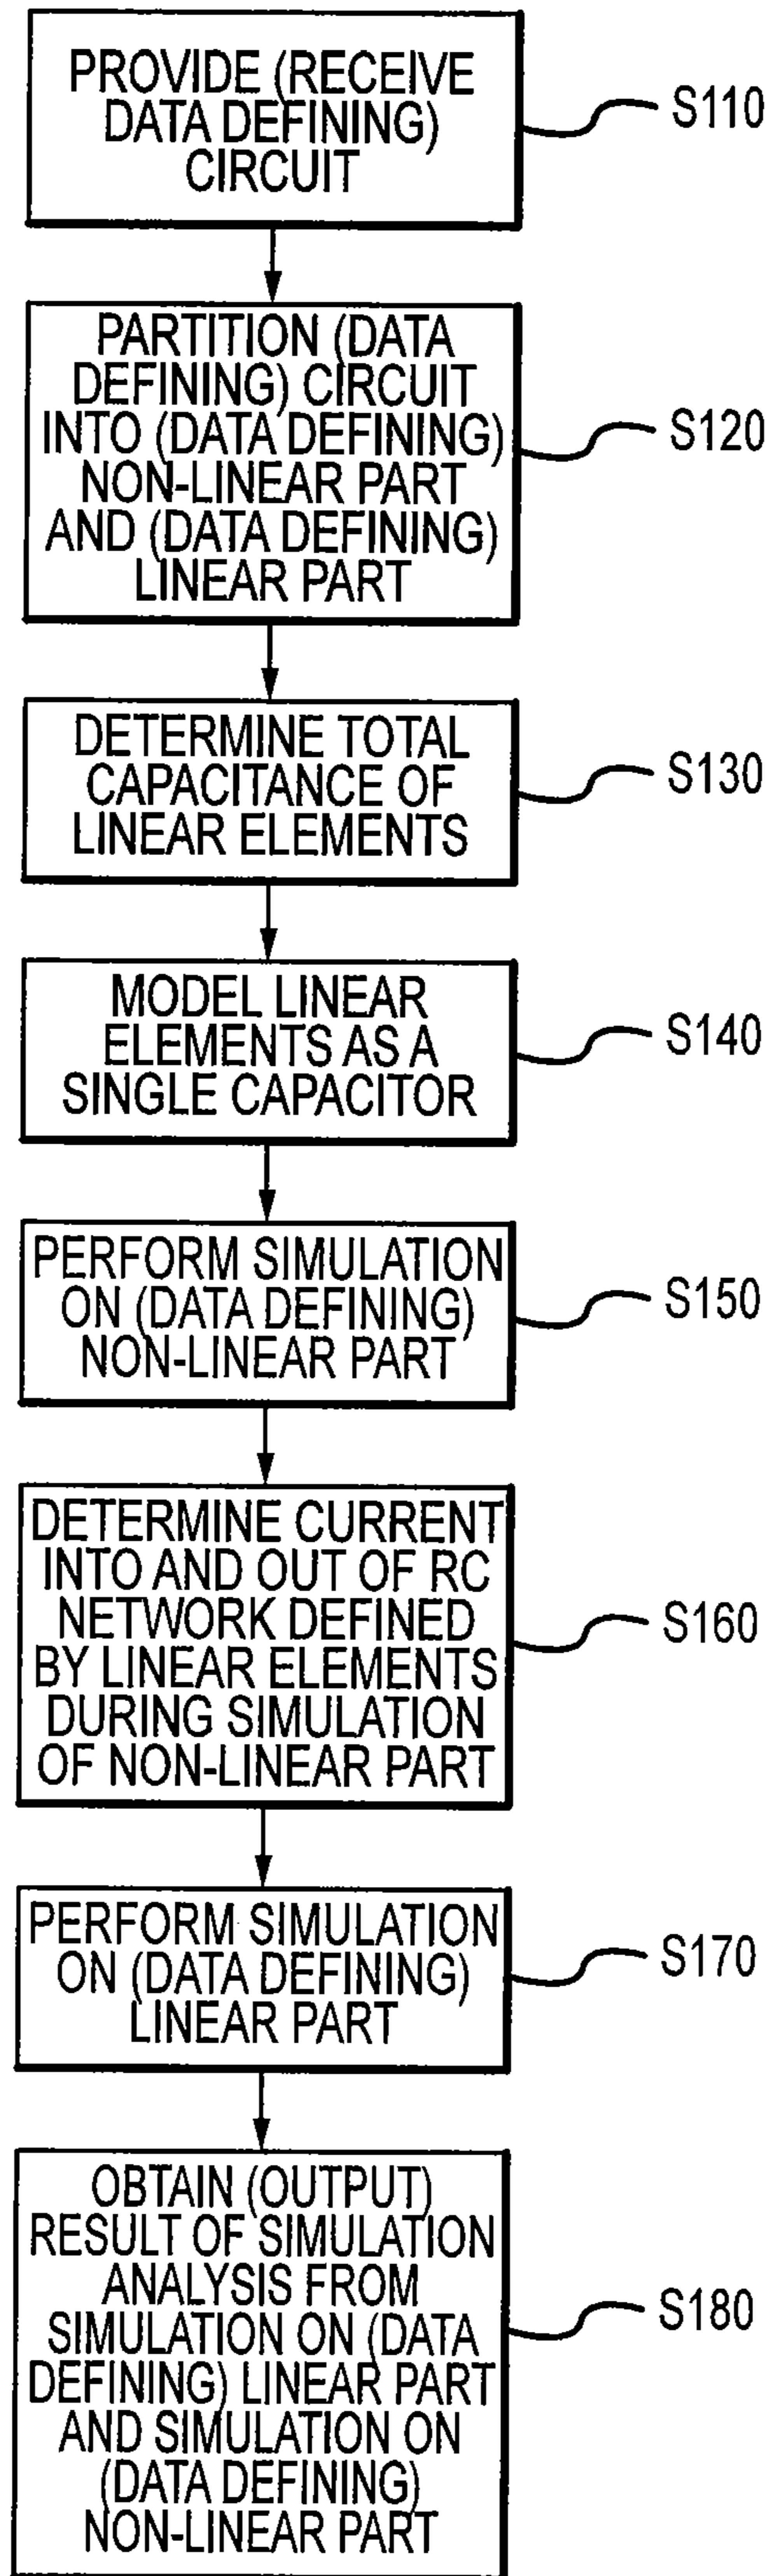 PROVIDE (RECEIVE
DATA DEFINING)
CIRCUIT
S110
PARTITION (DATA
DEFINING) CIRCUIT
INTO (DATA DEFINING)
NON-LINEAR PART
AND (DATA DEFINING)
LINEAR PART
S120
DETERMINE TOTAL
CAPACITANCE OF
LINEAR ELEMENTS
S130
MODEL LINEAR
ELEMENTS AS A
SINGLE CAPACITOR
S140
PERFORM SIMULATION
ON (DATA DEFINING)
NON-LINEAR PART
S150
DETERMINE CURRENT
INTO AND OUT OF RC
NETWORK DEFINED
BY LINEAR ELEMENTS
DURING SIMULATION
OF NON-LINEAR PART
S160
PERFORM SIMULATION
ON (DATA DEFINING)
LINEAR PART
S170
OBTAIN (OUTPUT)
RESULT OF SIMULATION
ANALYSIS FROM
SIMULATION ON (DATA
DEFINING) LINEAR PART
AND SIMULATION ON
(DATA DEFINING)
NON-LINEAR PART
S180